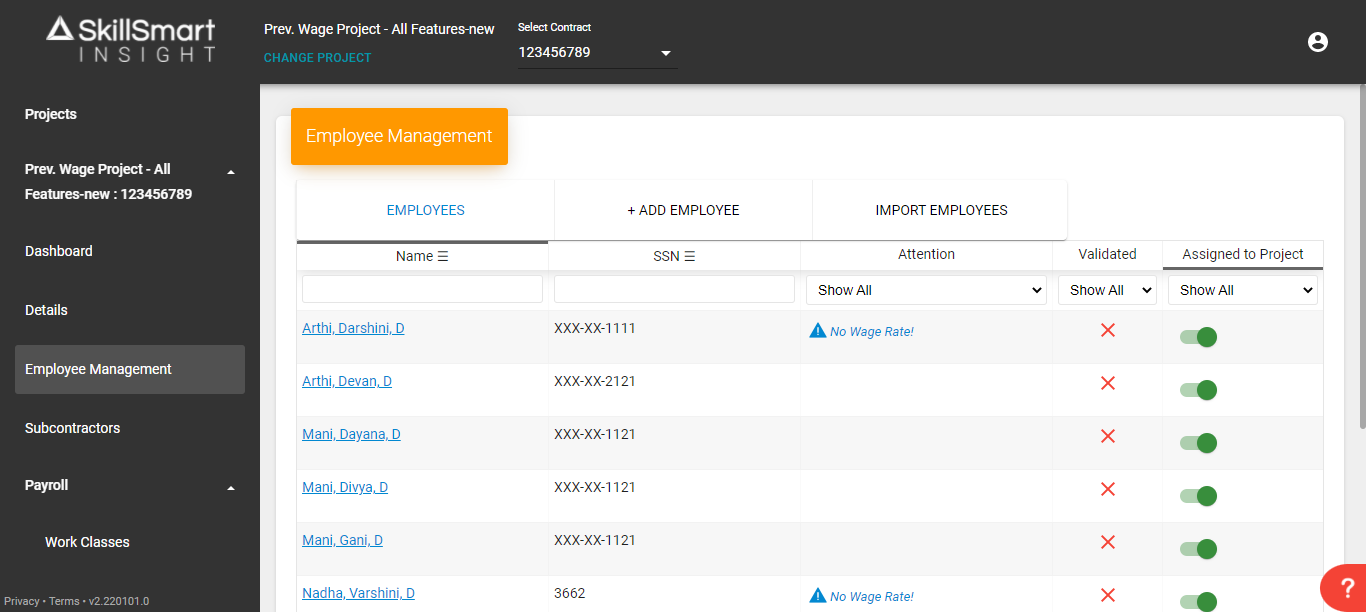 SkillSmart
INSIGHT
Prev. Wage Project - All Features-new
CHANGE PROJECT
Select Contract
123456789
Projects
Prev. Wage Project - All
Features-new : 123456789
Dashboard
Details
Employee Management
Subcontractors
Payroll
Work Classes
Privacy • Terms • v2.220101.0
Employee Management
EMPLOYEES
+ ADD EMPLOYEE
IMPORT EMPLOYEES
Name ☰ SSN ☰ Attention Validated Assigned to Project
Show All Show All Show All
Arthi, Darshini, D XXX-XX-1111 No Wage Rate!
Arthi, Devan, D XXX-XX-2121
Mani, Dayana, D XXX-XX-1121
Mani, Divya, D XXX-XX-1121
Mani, Gani, D XXX-XX-1121
Nadha, Varshini, D 3662 No Wage Rate!
?